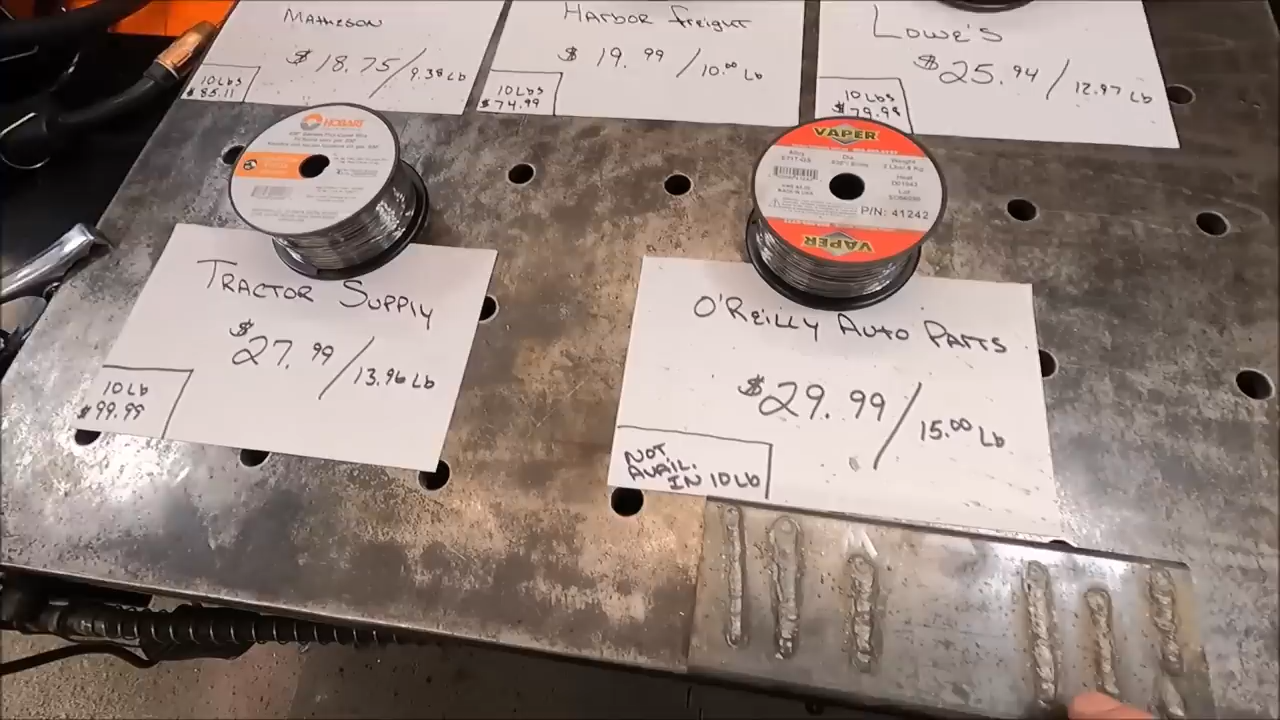 Matheson
$18.75/9.38 Lb
10 Lbs
$85.11
Harbor Freight
$19.99/10.00 Lb
10 Lbs
$74.99
Lowe's
$25.94/12.97 Lb
10 Lbs
$79.98
HOBART
VAPER
Alloy
Dia.
Weight
P/N: 41242
VAPER
Tractor Supply
$27.99/13.96 Lb
10 Lb
$99.99
O'Reilly Auto Parts
$29.99/15.00 Lb
NOT
AVAIL.
IN 10 Lb